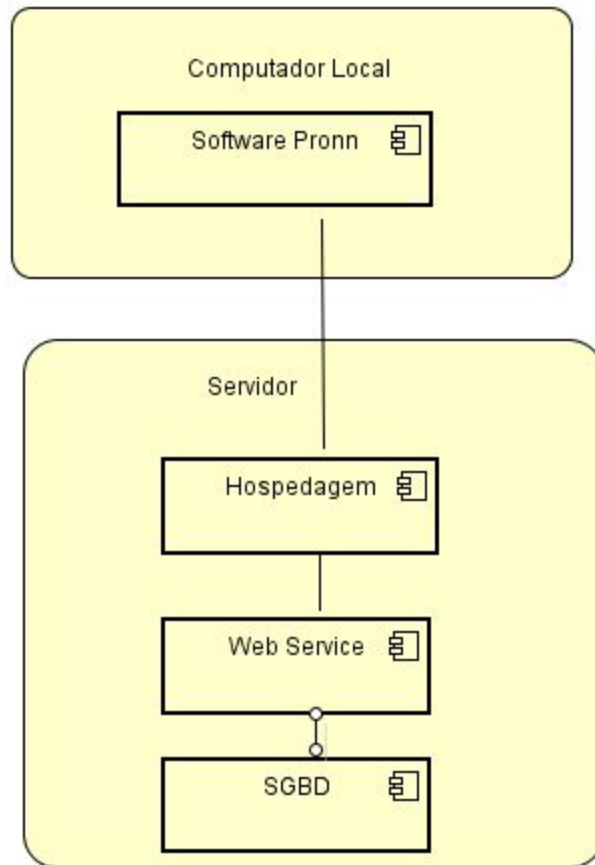 Computador Local
Software Pronn
Servidor
Hospedagem
Web Service
SGBD